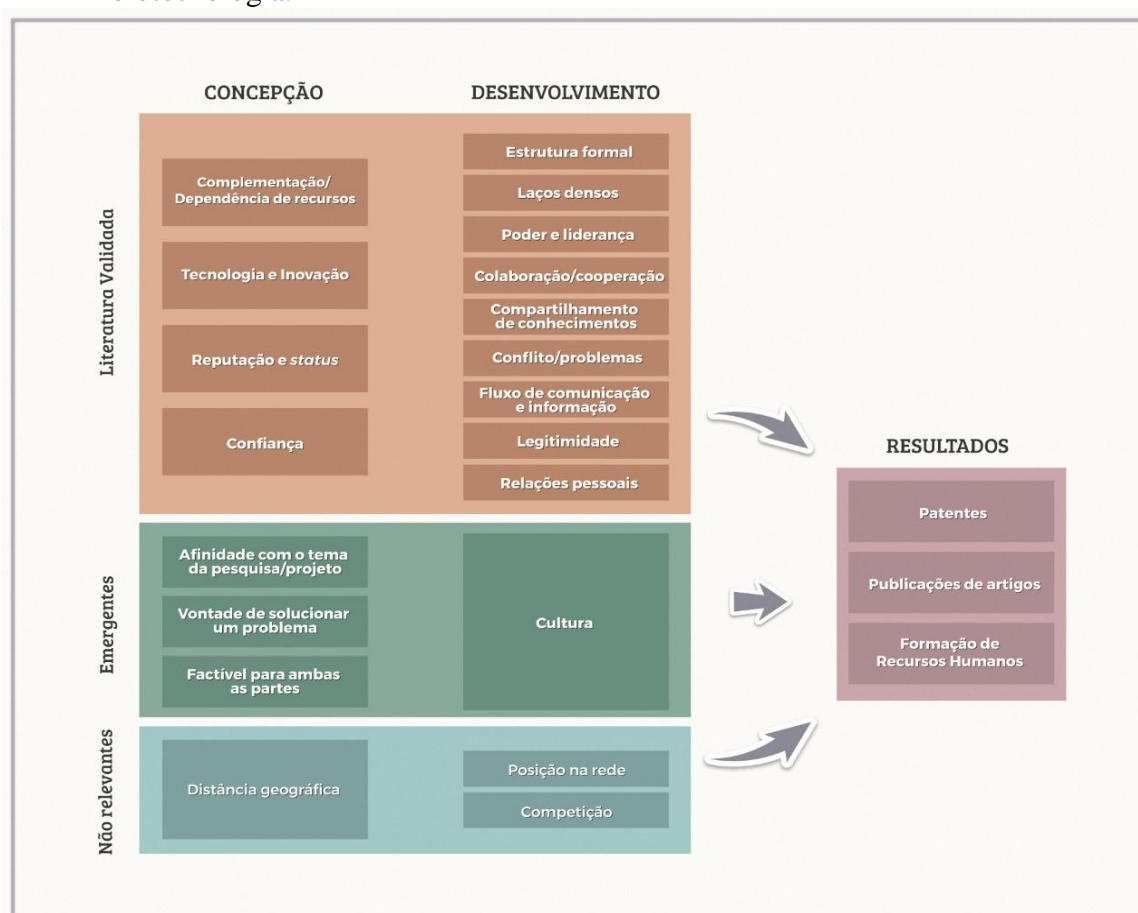 CONCEPÇÃO
DESENVOLVIMENTO
Literatura Validada
Complementação/
Dependência de recursos
Tecnologia e Inovação
Reputação e status
Confiança
Estrutura formal
Laços densos
Poder e liderança
Colaboração/cooperação
Compartilhamento
de conhecimentos
Conflito/problemas
Fluxo de comunicação
e informação
Legitimidade
Relações pessoais
Emergentes
Afinidade com o tema
da pesquisa/projeto
Vontade de solucionar
um problema
Factível para ambas
as partes
Cultura
Não relevantes
Distância geográfica
Posição na rede
Competição
RESULTADOS
Patentes
Publicações de artigos
Formação de
Recursos Humanos